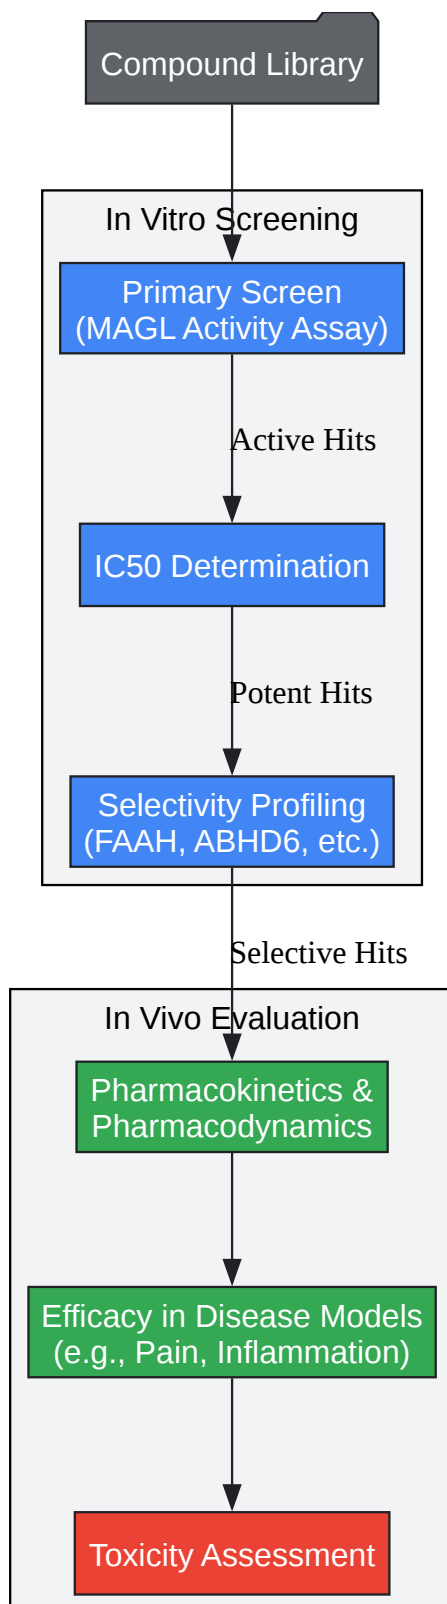 Compound Library
In Vitro Screening
Primary Screen
(MAGL Activity Assay)
Active Hits
IC50 Determination
Potent Hits
Selectivity Profiling
(FAAH, ABHD6, etc.)
Selective Hits
In Vivo Evaluation
Pharmacokinetics &
Pharmacodynamics
Efficacy in Disease Models
(e.g., Pain, Inflammation)
Toxicity Assessment